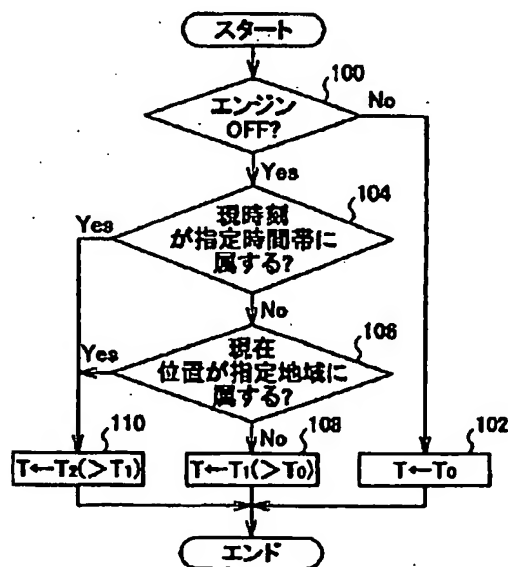 スタート
100
エンジン
OFF?
No
Yes
104
現時刻
が指定時間帯に
属する?
Yes
No
106
現在
位置が指定地域に
属する?
Yes
No
110
T←T₂(>T₁)
108
T←T₁(>T₀)
102
T←T₀
エンド